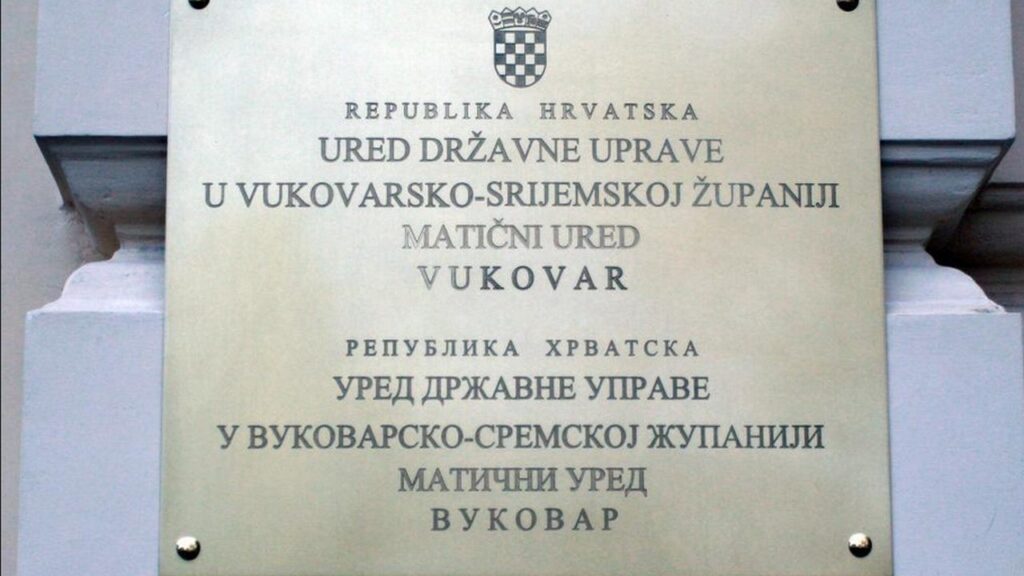 REPUBLIKA HRVATSKA
URED DRŽAVNE UPRAVE
U VUKOVARSKO-SRIJEMSKOJ ŽUPANIJI
MATIČNI URED
VUKOVAR
РЕПУБЛИКА ХРВАТСКА
УРЕД ДРЖАВНЕ УПРАВЕ
У ВУКОВАРСКО-СРЕМСКОЈ ЖУПАНИЈИ
МАТИЧНИ УРЕД
ВУКОВАР